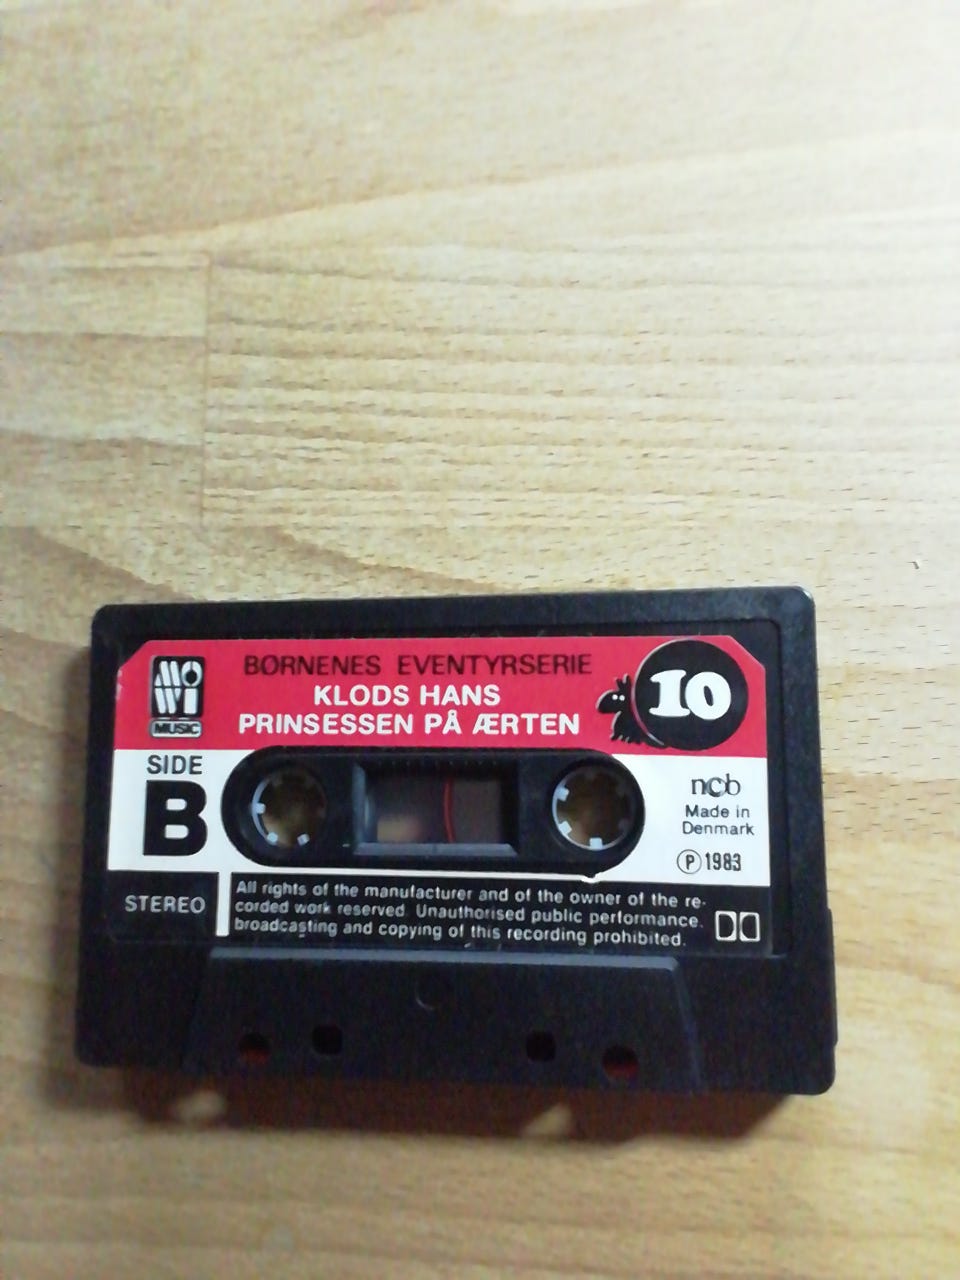 MOWI
MUSIC
BØRNENES EVENTYRSERIE
KLODS HANS
PRINSESSEN PÅ ÆRTEN
10
SIDE
B
STEREO
ncb
Made in
Denmark
Ⓟ 1983
All rights of the manufacturer and of the owner of the re-
corded work reserved. Unauthorised public performance,
broadcasting and copying of this recording prohibited.